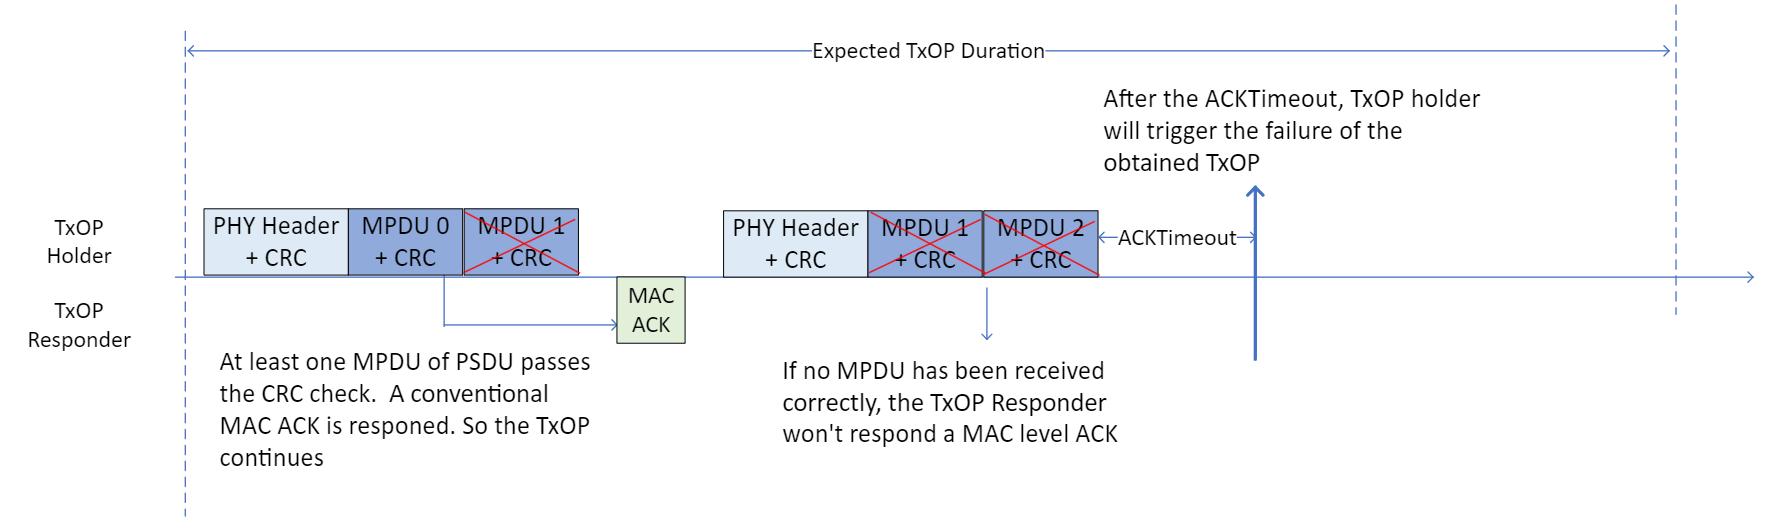 Expected TxOP Duration
After the ACKTimeout, TxOP holder
will trigger the failure of the
obtained TxOP
TxOP
Holder
PHY Header
+ CRC
MPDU 0
+ CRC
MPDU 1
+ CRC
PHY Header
+ CRC
MPDU 1
+ CRC
MPDU 2
+ CRC
ACKTimeout
TxOP
Responder
MAC
ACK
At least one MPDU of PSDU passes
the CRC check.  A conventional
MAC ACK is responed. So the TxOP
continues
If no MPDU has been received
correctly, the TxOP Responder
won't respond a MAC level ACK